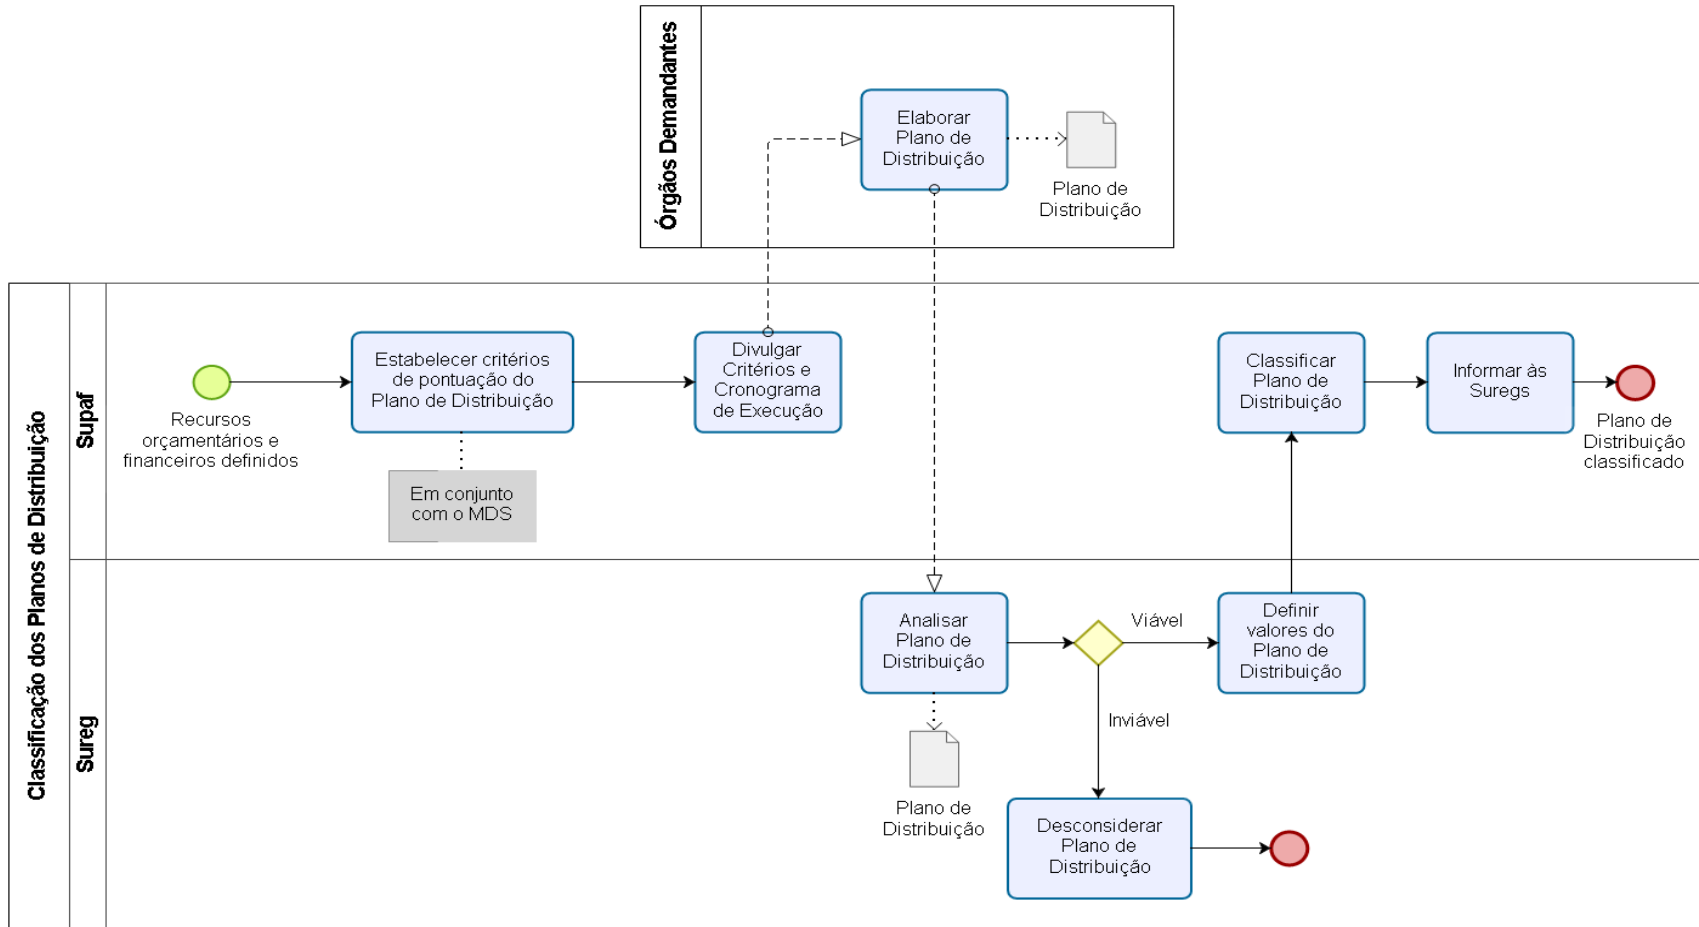 Órgãos Demandantes
Elaborar
Plano de
Distribuição
Plano de
Distribuição
Classificação dos Planos de Distribuição
Supaf
Recursos
orçamentários e
financeiros definidos
Estabelecer critérios
de pontuação do
Plano de Distribuição
Em conjunto
com o MDS
Divulgar
Critérios e
Cronograma
de Execução
Classificar
Plano de
Distribuição
Informar às
Suregs
Plano de
Distribuição
classificado
Sureg
Analisar
Plano de
Distribuição
Plano de
Distribuição
Viável
Inviável
Definir
valores do
Plano de
Distribuição
Desconsiderar
Plano de
Distribuição